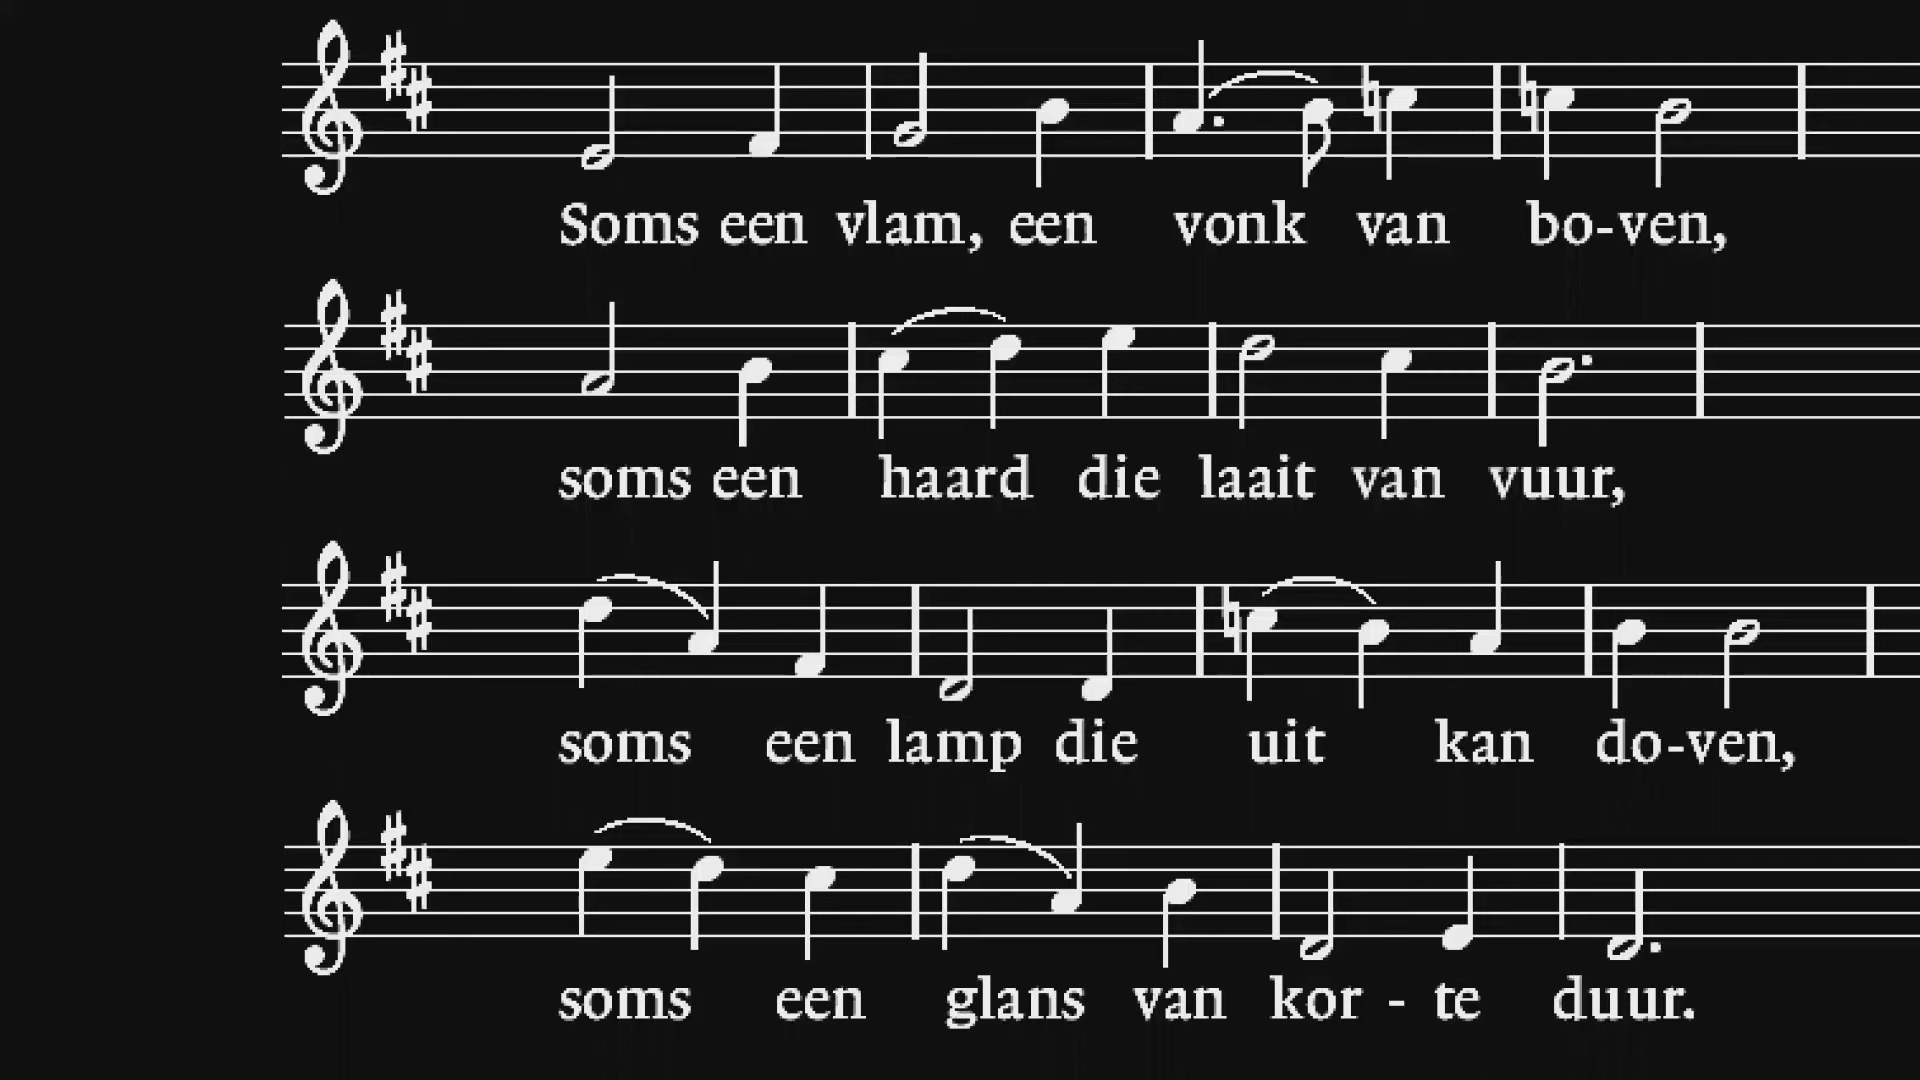 Soms een vlam, een vonk van bo-ven,
soms een haard die laait van vuur,
soms een lamp die uit kan do-ven,
soms een glans van kor - te duur.